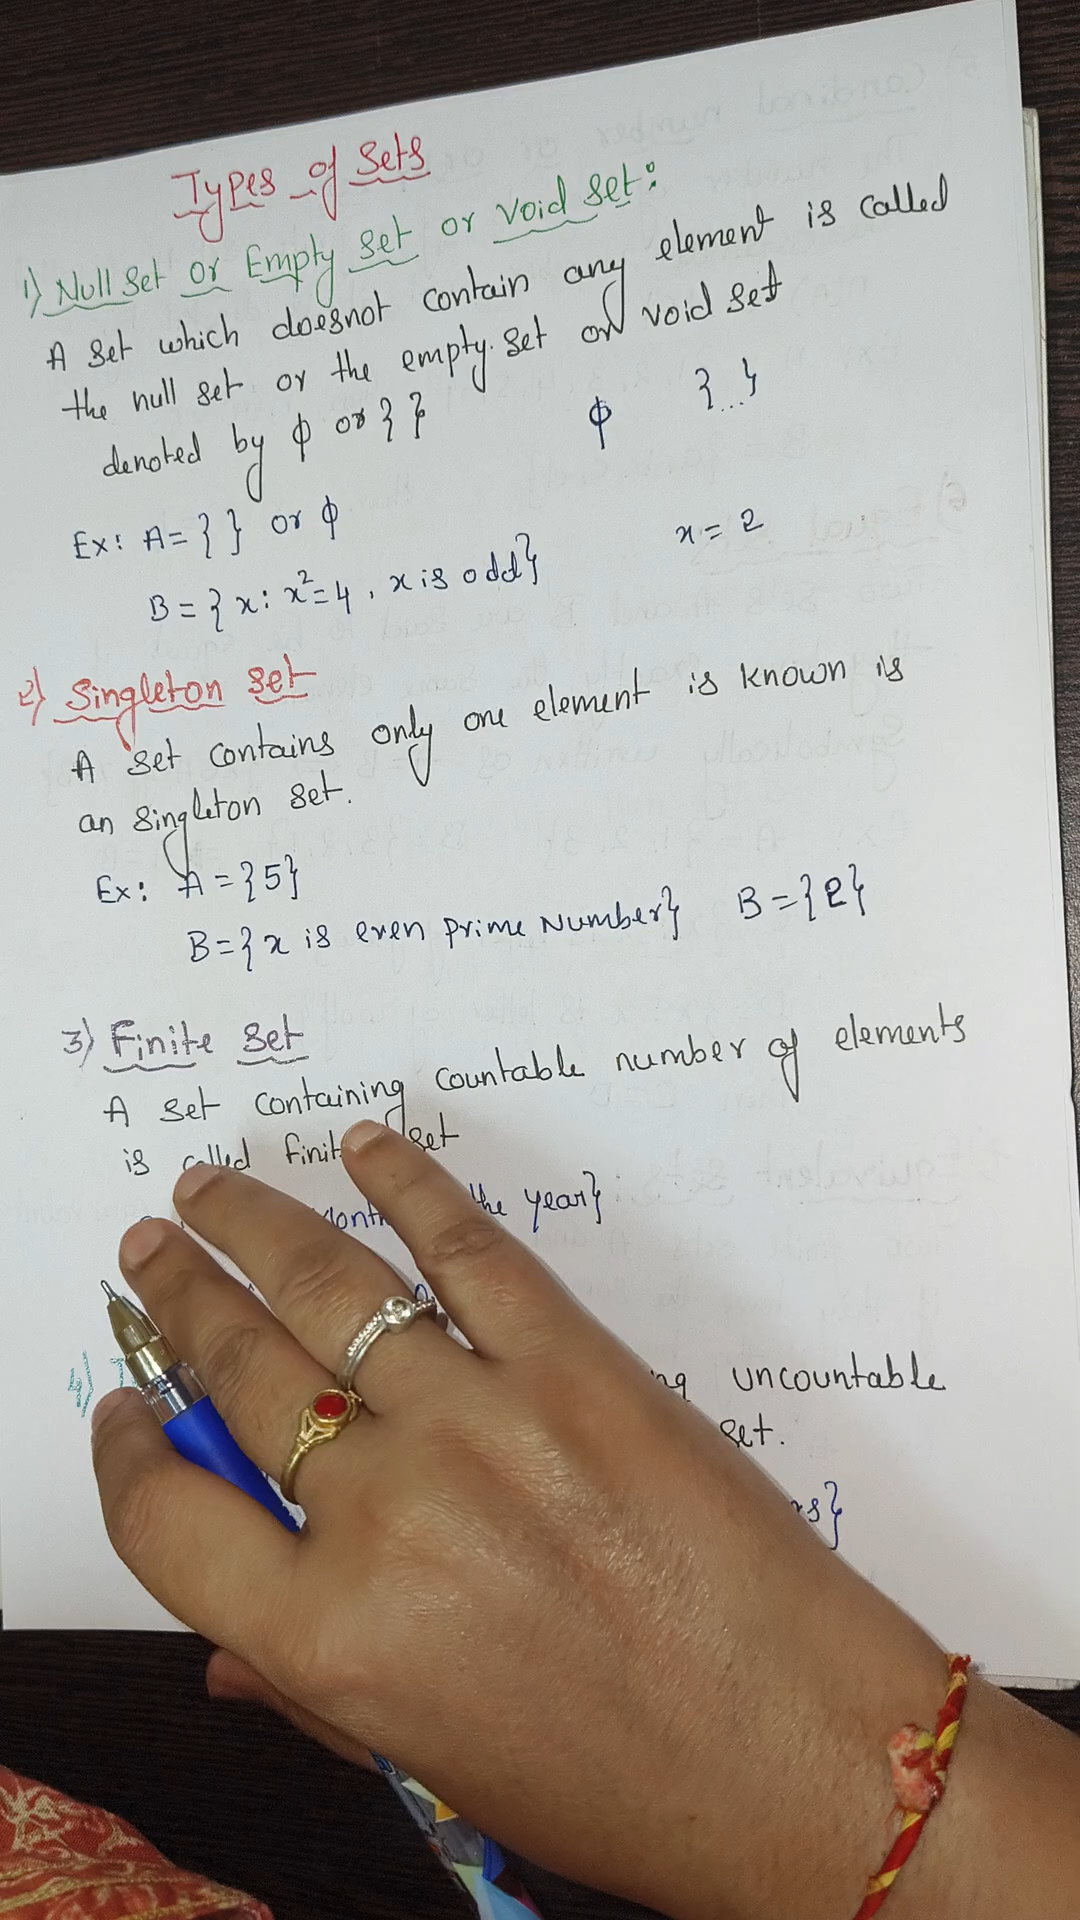 Types of Sets
1) Null Set or Empty Set or Void Set:
A Set which doesnot contain any element is called
the null set or the empty set or void set
denoted by ϕ or { }
ϕ { ... }
Ex: A = { } or ϕ
B = { x : x² = 4 , x is odd}
x = 2
2) Singleton Set
A Set contains only one element is known is
an Singleton Set.
Ex: A = {5}
B = { x is even prime Number} B = {2}
3) Finite Set
A Set containing countable number of elements
is called finit set
the year}
4)
uncountable
set.